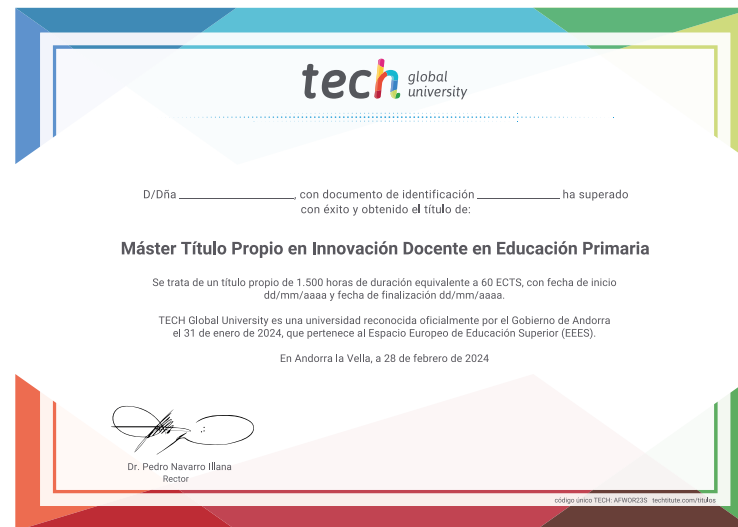 tech global university
D/Dña ______________, con documento de identificación ______________ ha superado
con éxito y obtenido el título de:
Máster Título Propio en Innovación Docente en Educación Primaria
Se trata de un título propio de 1.500 horas de duración equivalente a 60 ECTS, con fecha de inicio
dd/mm/aaaa y fecha de finalización dd/mm/aaaa.
TECH Global University es una universidad reconocida oficialmente por el Gobierno de Andorra
el 31 de enero de 2024, que pertenece al Espacio Europeo de Educación Superior (EEES).
En Andorra la Vella, a 28 de febrero de 2024
Dr. Pedro Navarro Illana
Rector
código único TECH: AFWOR23S techtitute.com/titulos